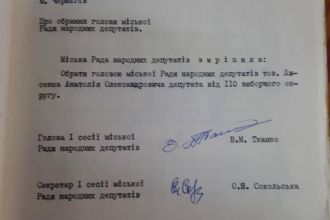 м. Чернігів
Про обрання голови міської
Ради народних депутатів.
Міська Рада народних депутатів в и р і ш и л а:
Обрати головою міської Ради народних депутатів тов. Ли-
сенка Анатолія Олександровича депутата від 110 виборчого ок-
ругу.
Голова I сесії міської
Ради народних депутатів
В.М. Тканко
Секретар I сесії міської
Ради народних депутатів
О.Я. Сокольська